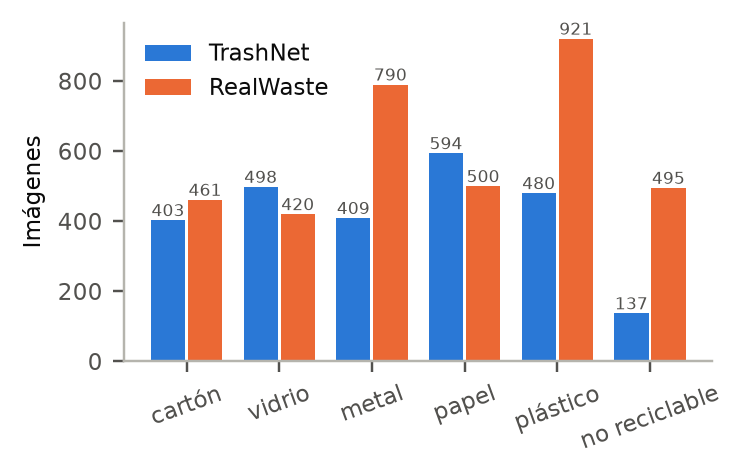 TrashNet
RealWaste
Imágenes
800
600
400
200
0
403
461
498
420
409
790
594
500
480
921
137
495
cartón
vidrio
metal
papel
plástico
no reciclable